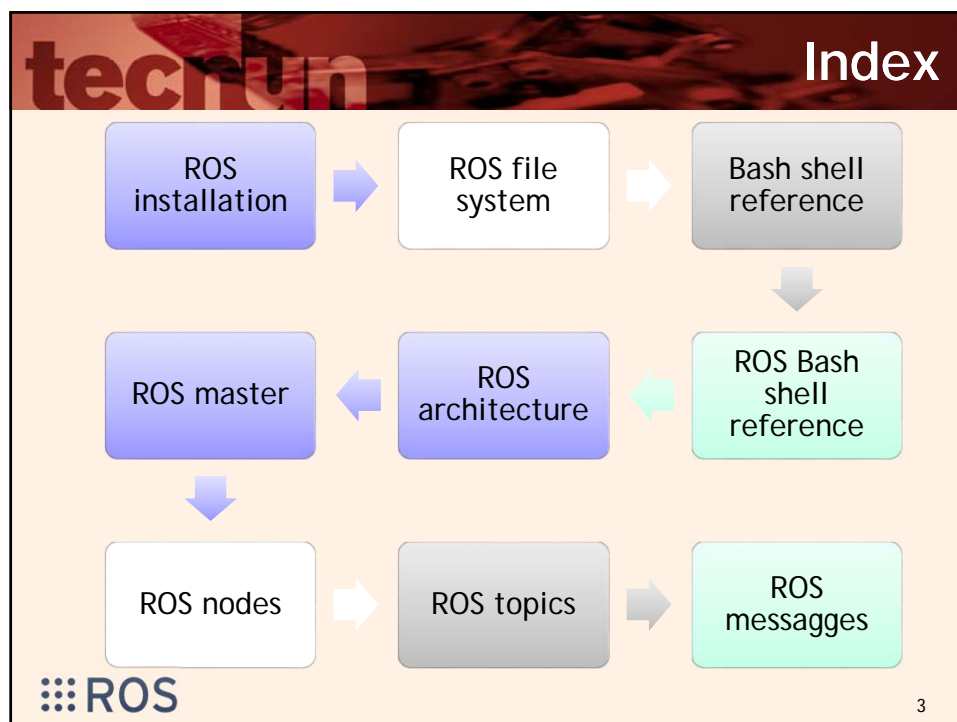 tecnun
Index
ROS
installation
ROS file
system
Bash shell
reference
ROS Bash
shell
reference
ROS
architecture
ROS master
ROS nodes
ROS topics
ROS
messagges
ROS
3